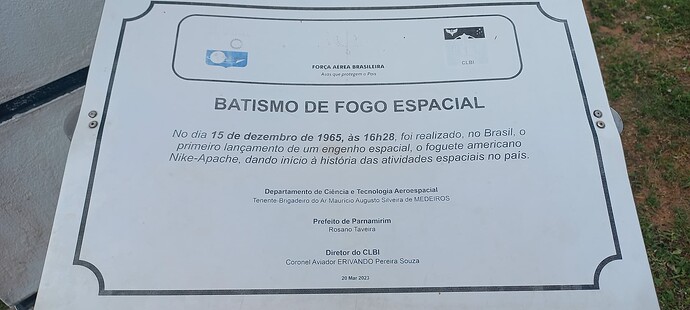 FORÇA AÉREA BRASILEIRA
Asas que protegem o País
CLBI
BATISMO DE FOGO ESPACIAL
No dia 15 de dezembro de 1965, às 16h28, foi realizado, no Brasil, o
primeiro lançamento de um engenho espacial, o foguete americano
Nike-Apache, dando início à história das atividades espaciais no país.
Departamento de Ciência e Tecnologia Aeroespacial
Tenente-Brigadeiro do Ar Maurício Augusto Silveira de MEDEIROS
Prefeito de Parnamirim
Rosano Taveira
Diretor do CLBI
Coronel Aviador ERIVANDO Pereira Souza
20 Mar 2023